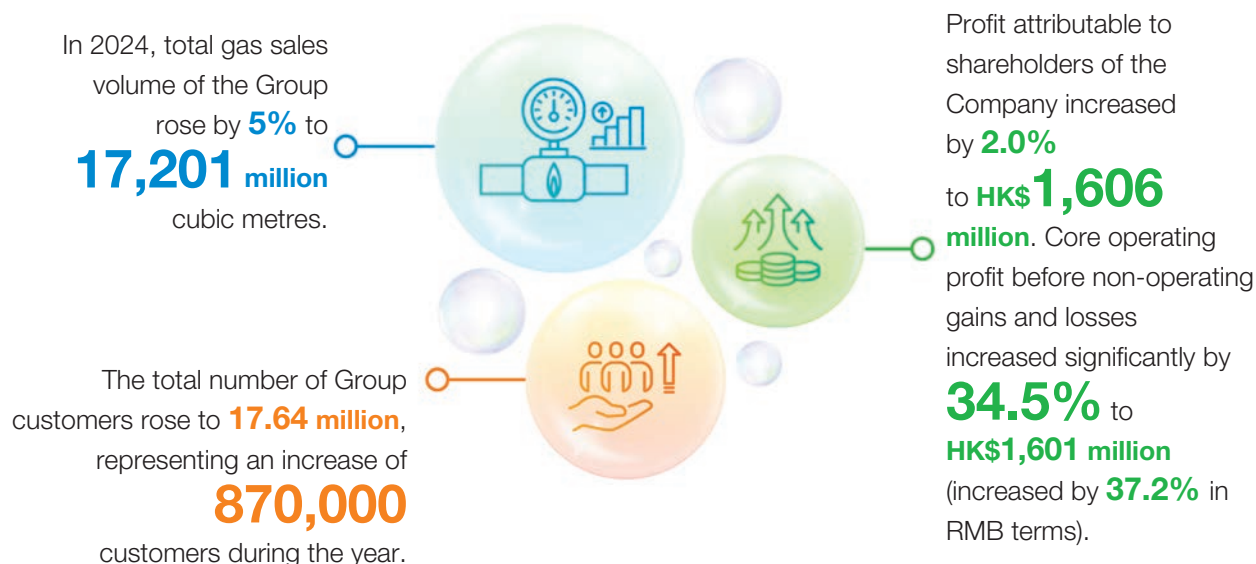 In 2024, total gas sales
volume of the Group
rose by 5% to
17,201 million
cubic metres.
The total number of Group
customers rose to 17.64 million,
representing an increase of
870,000
customers during the year.
Profit attributable to
shareholders of the
Company increased
by 2.0%
to HK$1,606
million. Core operating
profit before non-operating
gains and losses
increased significantly by
34.5% to
HK$1,601 million
(increased by 37.2% in
RMB terms).